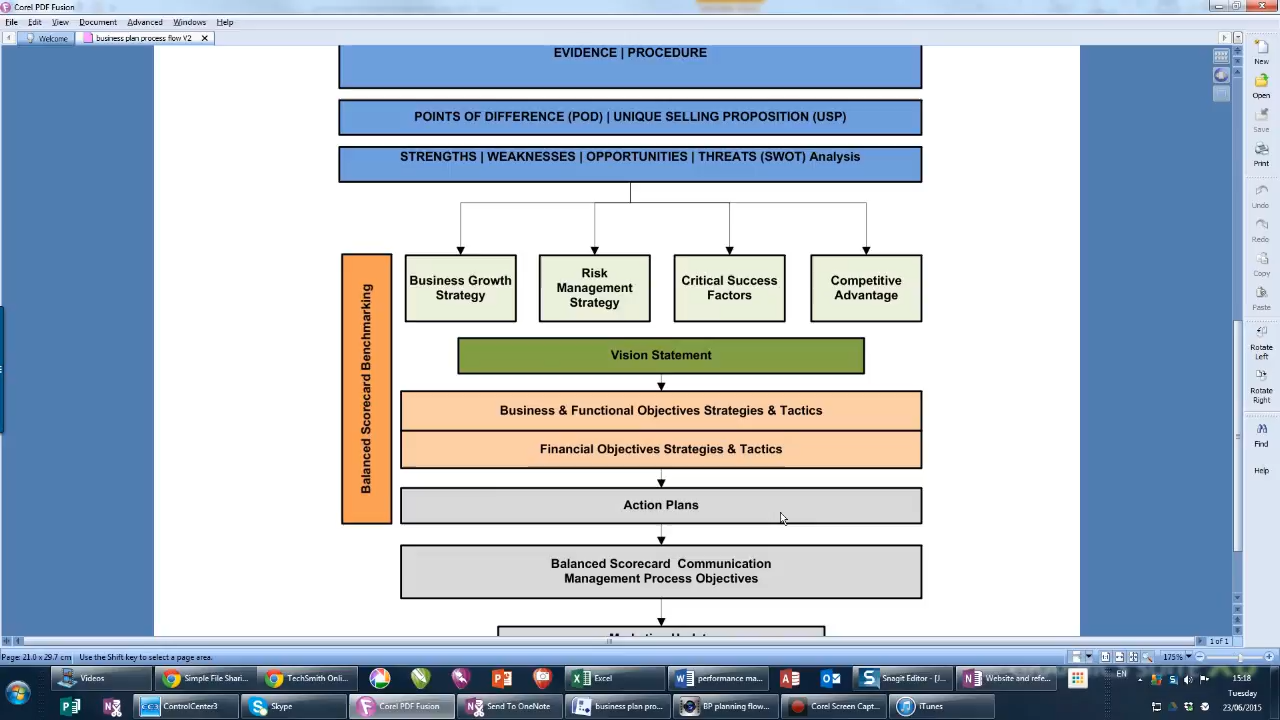 Corel PDF Fusion
File Edit View Document Advanced Windows Help
Welcome business plan process flow V2
EVIDENCE | PROCEDURE
POINTS OF DIFFERENCE (POD) | UNIQUE SELLING PROPOSITION (USP)
STRENGTHS | WEAKNESSES | OPPORTUNITIES | THREATS (SWOT) Analysis
Balanced Scorecard Benchmarking
Business Growth
Strategy
Risk
Management
Strategy
Critical Success
Factors
Competitive
Advantage
Vision Statement
Business & Functional Objectives Strategies & Tactics
Financial Objectives Strategies & Tactics
Action Plans
Balanced Scorecard Communication
Management Process Objectives
New
Open
Save
Print
Undo
Redo
Copy
Paste
Rotate
Left
Rotate
Right
Find
Help
1 of 1
Page: 21.0 x 29.7 cm Use the Shift key to select a page area.
175%
Videos Simple File Shari... TechSmith Onli... Excel performance ma... Snagit Editor - [J... Website and refe... EN 15:18
Tuesday
ControlCenter3 Skype Corel PDF Fusion Send To OneNote business plan pro... BP planning flow... Corel Screen Capt... iTunes 23/06/2015